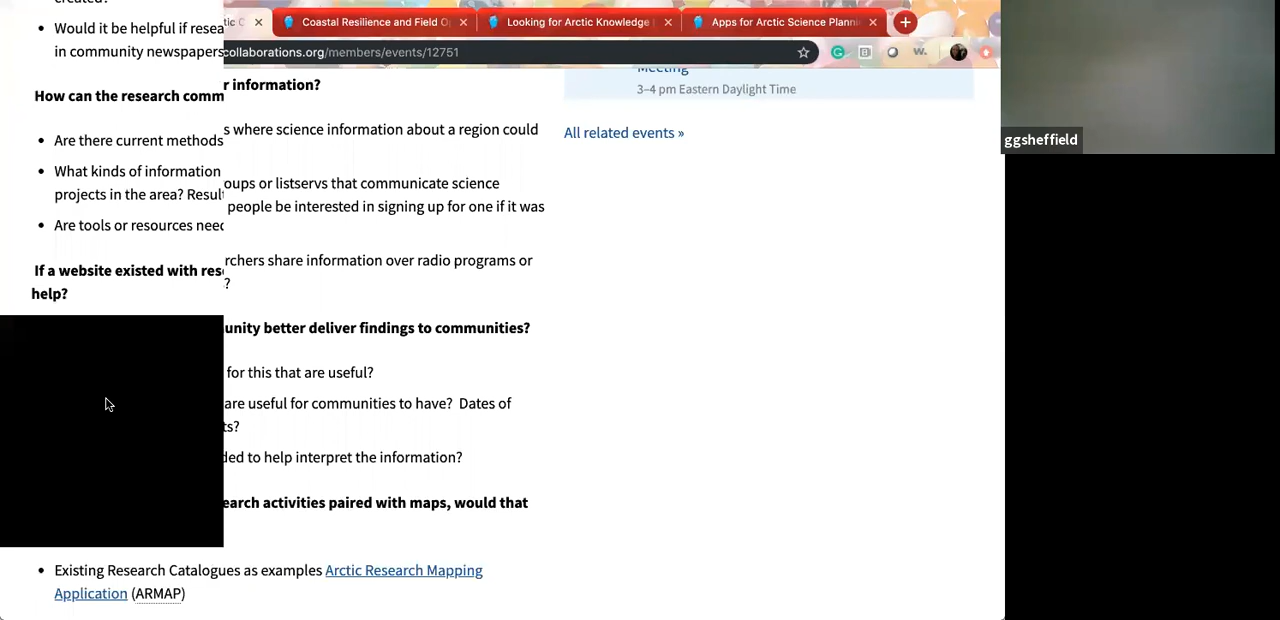 created?
• Would it be helpful if resea
in community newspapers
How can the research comm
• Are there current methods
• What kinds of information
projects in the area? Resul
• Are tools or resources need
If a website existed with res
help?
Coastal Resilience and Field O
Looking for Arctic Knowledge
Apps for Arctic Science Planni
collaborations.org/members/events/12751
r information?
s where science information about a region could
oups or listservs that communicate science
people be interested in signing up for one if it was
rchers share information over radio programs or
?
unity better deliver findings to communities?
for this that are useful?
are useful for communities to have? Dates of
ts?
ded to help interpret the information?
earch activities paired with maps, would that
• Existing Research Catalogues as examples Arctic Research Mapping
Application (ARMAP)
Meeting
3–4 pm Eastern Daylight Time
All related events »
ggsheffield